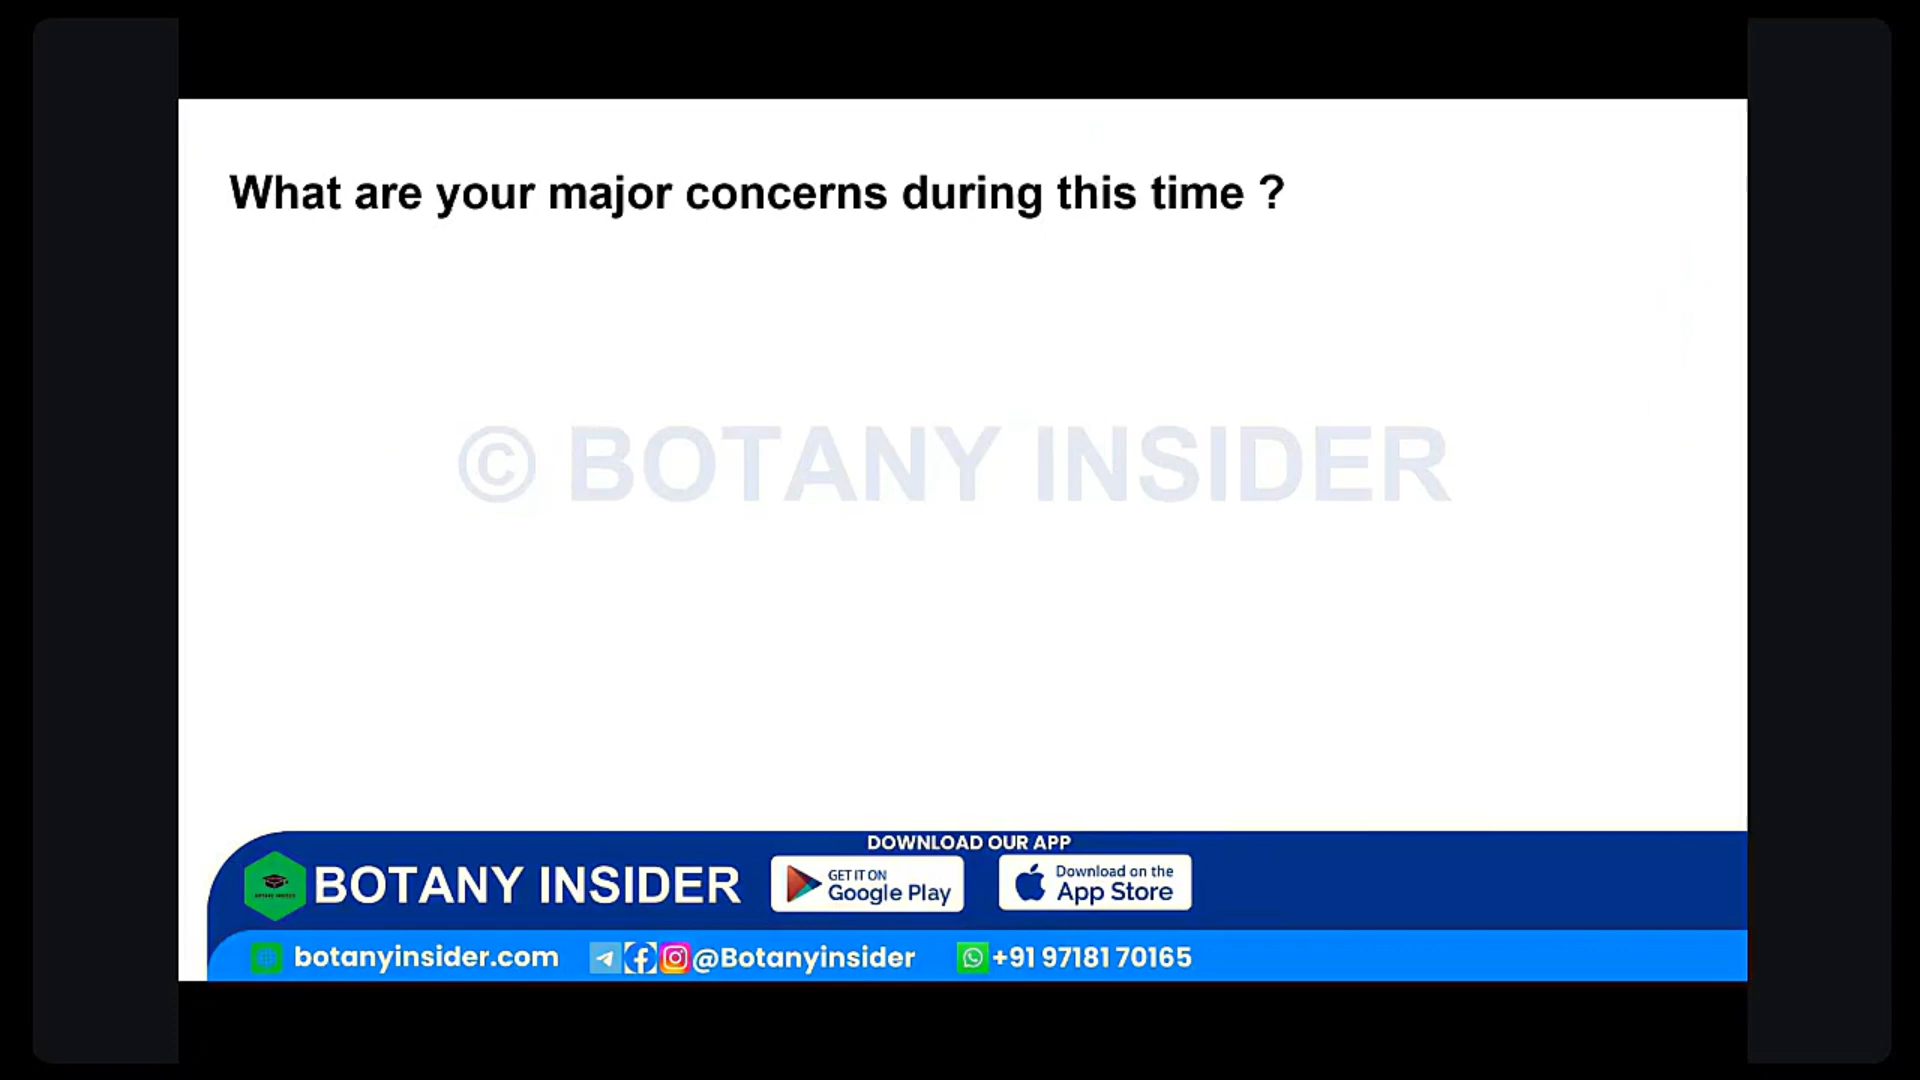 What are your major concerns during this time ?
© BOTANY INSIDER
DOWNLOAD OUR APP
BOTANY INSIDER
GET IT ON
Google Play
Download on the
App Store
botanyinsider.com
@Botanyinsider
+91 97181 70165